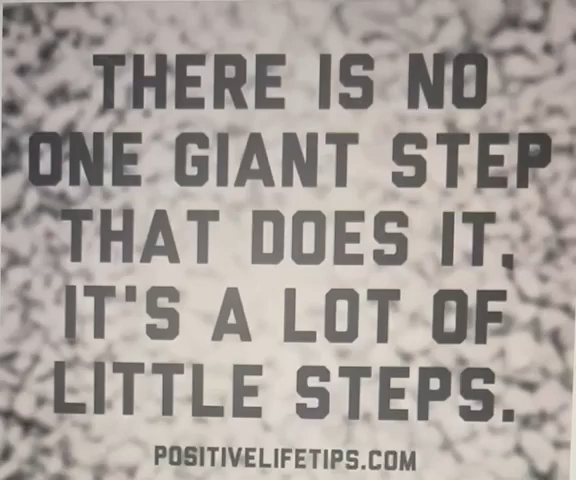 THERE IS NO
ONE GIANT STEP
THAT DOES IT.
IT'S A LOT OF
LITTLE STEPS.
POSITIVELIFETIPS.COM